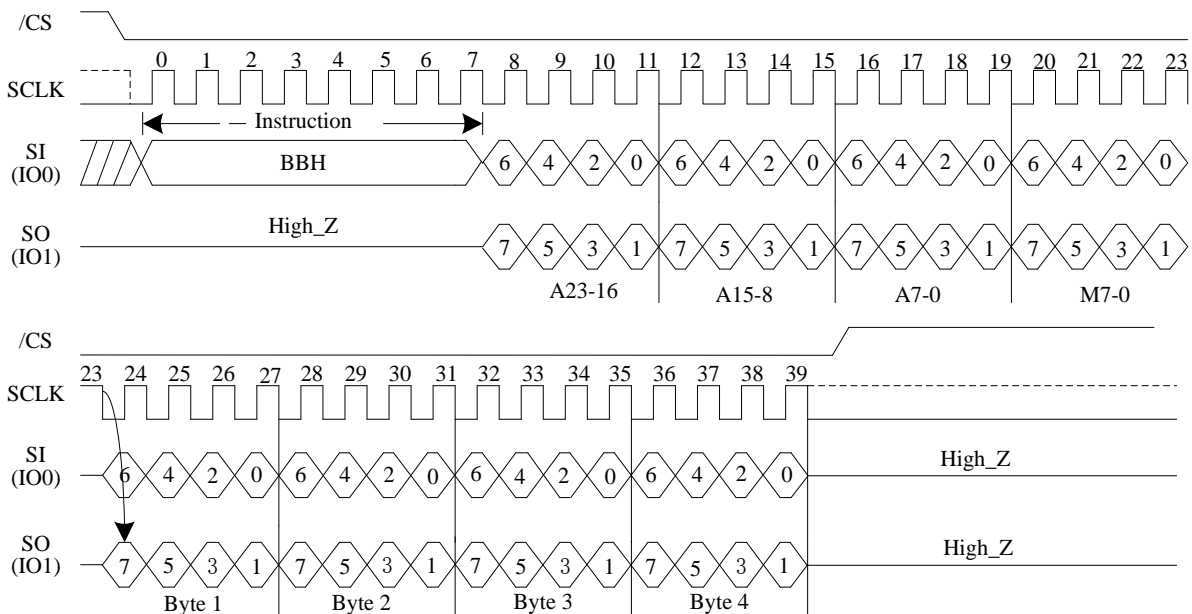 /CS
0 1 2 3 4 5 6 7 8 9 10 11 12 13 14 15 16 17 18 19 20 21 22 23
SCLK
Instruction
SI
(IO0)
BBH 6 4 2 0 6 4 2 0 6 4 2 0 6 4 2 0
High_Z
SO
(IO1)
7 5 3 1 7 5 3 1 7 5 3 1 7 5 3 1
A23-16 A15-8 A7-0 M7-0
/CS
23 24 25 26 27 28 29 30 31 32 33 34 35 36 37 38 39
SCLK
SI
(IO0)
6 4 2 0 6 4 2 0 6 4 2 0 6 4 2 0 High_Z
SO
(IO1)
7 5 3 1 7 5 3 1 7 5 3 1 7 5 3 1 High_Z
Byte 1 Byte 2 Byte 3 Byte 4